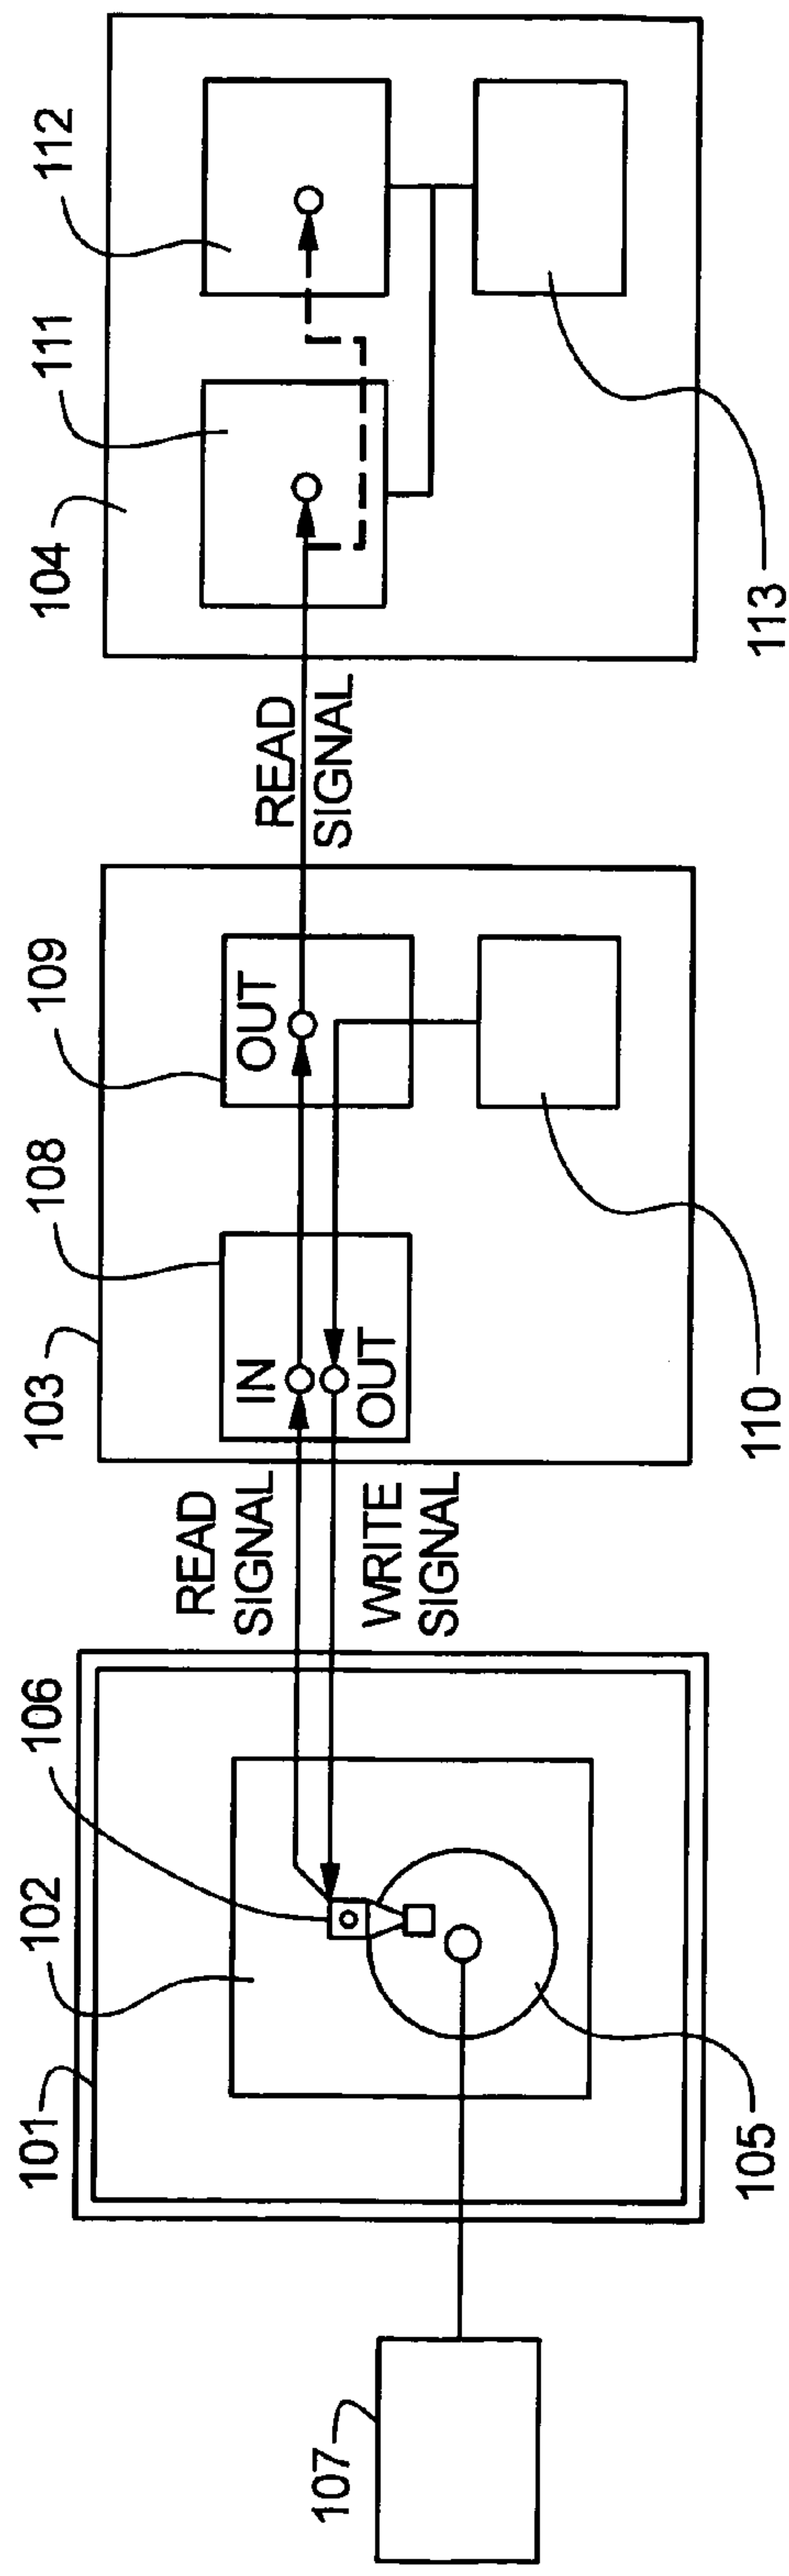 107
101
102
106
105
READ
SIGNAL
WRITE
SIGNAL
103
108
109
IN
OUT
OUT
110
READ
SIGNAL
104
111
112
113